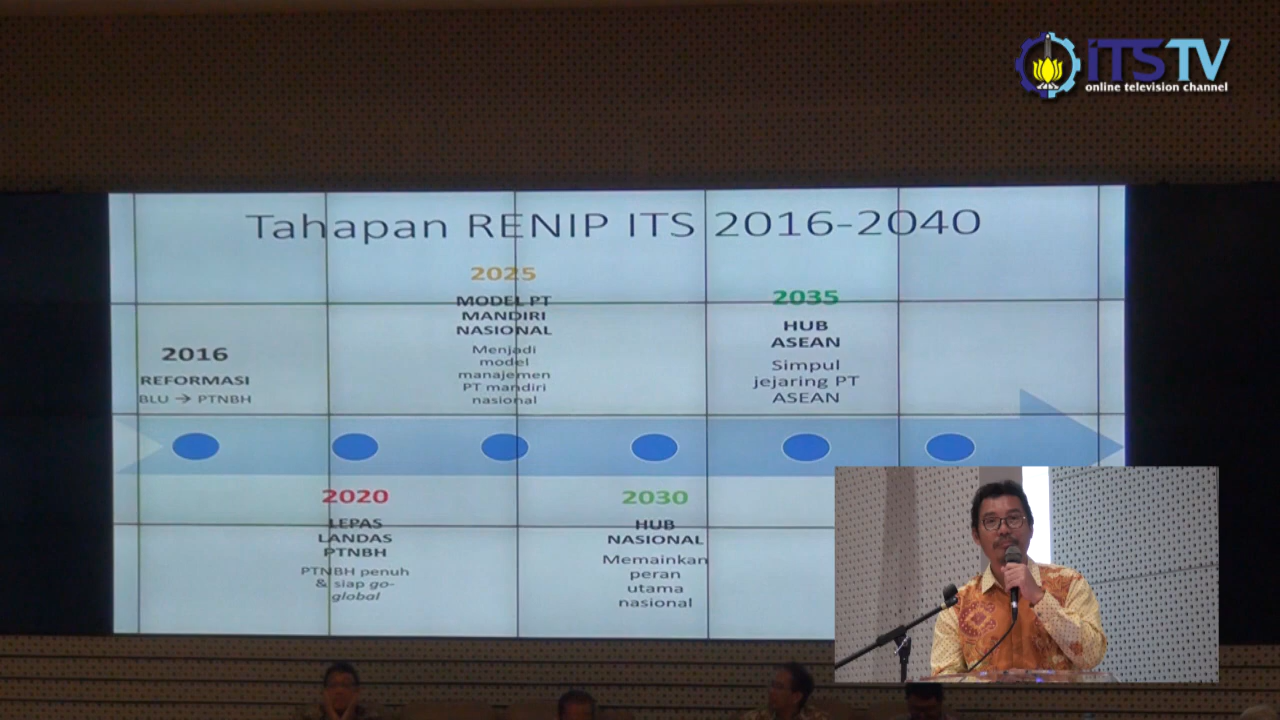 iTS TV
online television channel
Tahapan RENIP ITS 2016-2040
2016
REFORMASI
BLU → PTNBH
2020
LEPAS
LANDAS
PTNBH
PTNBH penuh
& siap go-
global
2025
MODEL PT
MANDIRI
NASIONAL
Menjadi
model
manajemen
PT mandiri
nasional
2030
HUB
NASIONAL
Memainkan
peran
utama
nasional
2035
HUB
ASEAN
Simpul
jejaring PT
ASEAN